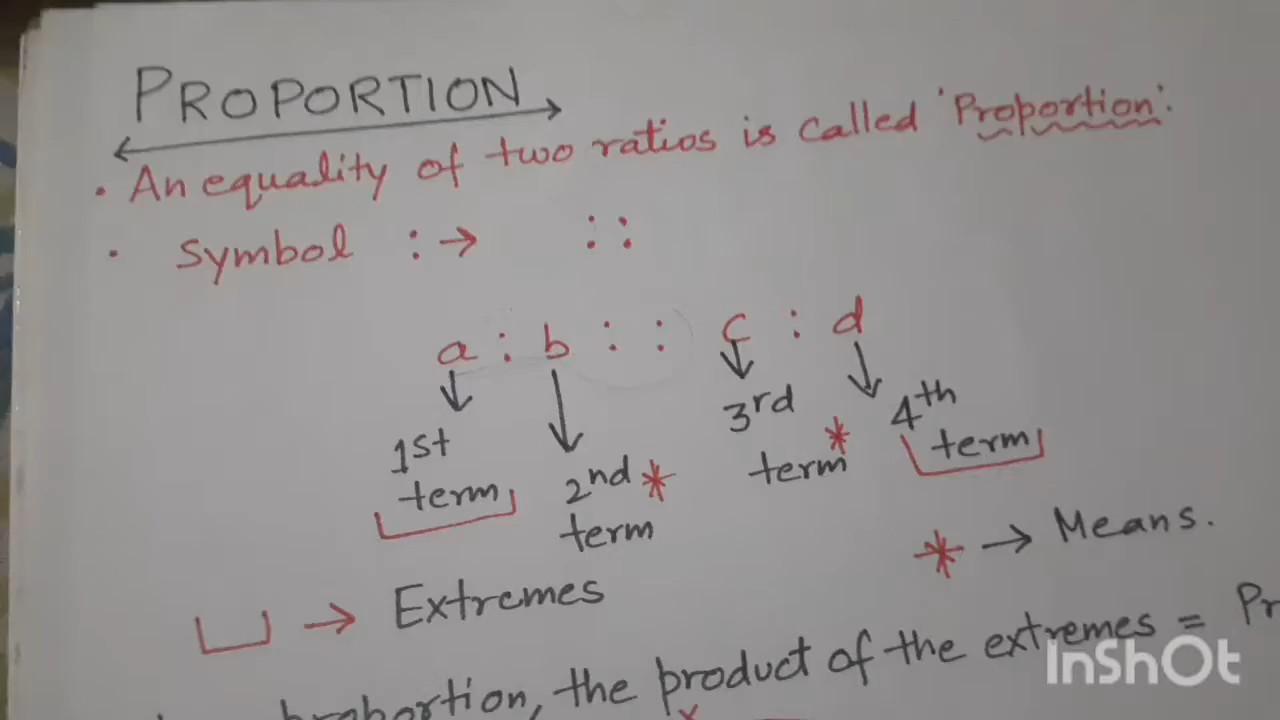 PROPORTION
• An equality of two ratios is called 'Proportion'.
• Symbol :→ ::
a : b :: c : d
1st term
2nd * term
3rd term *
4th term
⊔ → Extremes
* → Means.
proportion, the product of the extremes =
InShOt